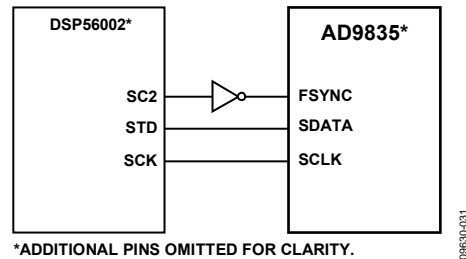 DSP56002*
AD9835*
SC2
FSYNC
STD
SDATA
SCK
SCLK
*ADDITIONAL PINS OMITTED FOR CLARITY.
09630-031